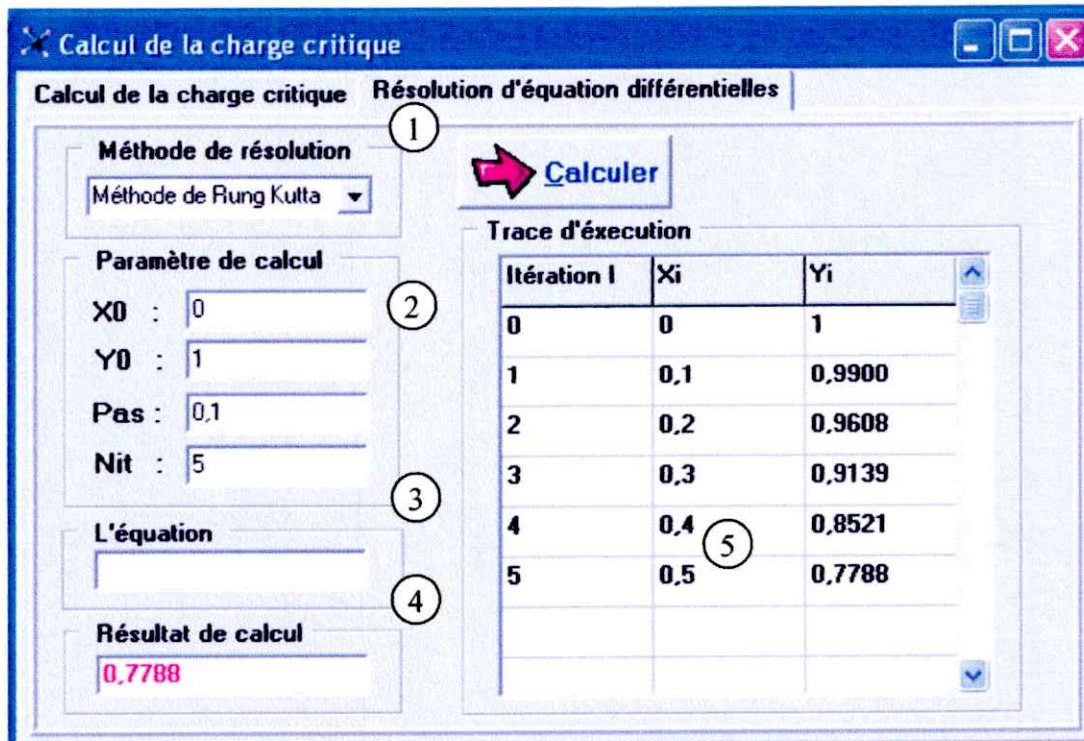 Calcul de la charge critique
Calcul de la charge critique Résolution d'équation différentielles
1
Méthode de résolution
Méthode de Rung Kutta
Calculer
Paramètre de calcul
2
X0 : 0
Y0 : 1
Pas : 0,1
Nit : 5
3
L'équation
4
Résultat de calcul
0,7788
Trace d'éxecution
Itération I Xi Yi
0 0 1
1 0,1 0,9900
2 0,2 0,9608
3 0,3 0,9139
4 0,4 0,8521
5
5 0,5 0,7788